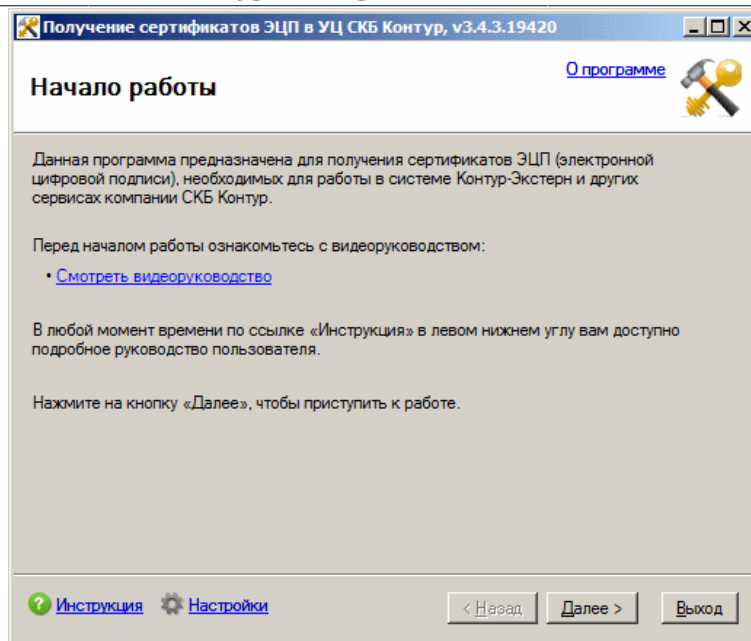 Получение сертификатов ЭЦП в УЦ СКБ Контур, v3.4.3.19420
Начало работы
О программе
Данная программа предназначена для получения сертификатов ЭЦП (электронной
цифровой подписи), необходимых для работы в системе Контур-Экстерн и других
сервисах компании СКБ Контур.
Перед началом работы ознакомьтесь с видеоруководством:
• Смотреть видеоруководство
В любой момент времени по ссылке «Инструкция» в левом нижнем углу вам доступно
подробное руководство пользователя.
Нажмите на кнопку «Далее», чтобы приступить к работе.
Инструкция Настройки < Назад Далее > Выход